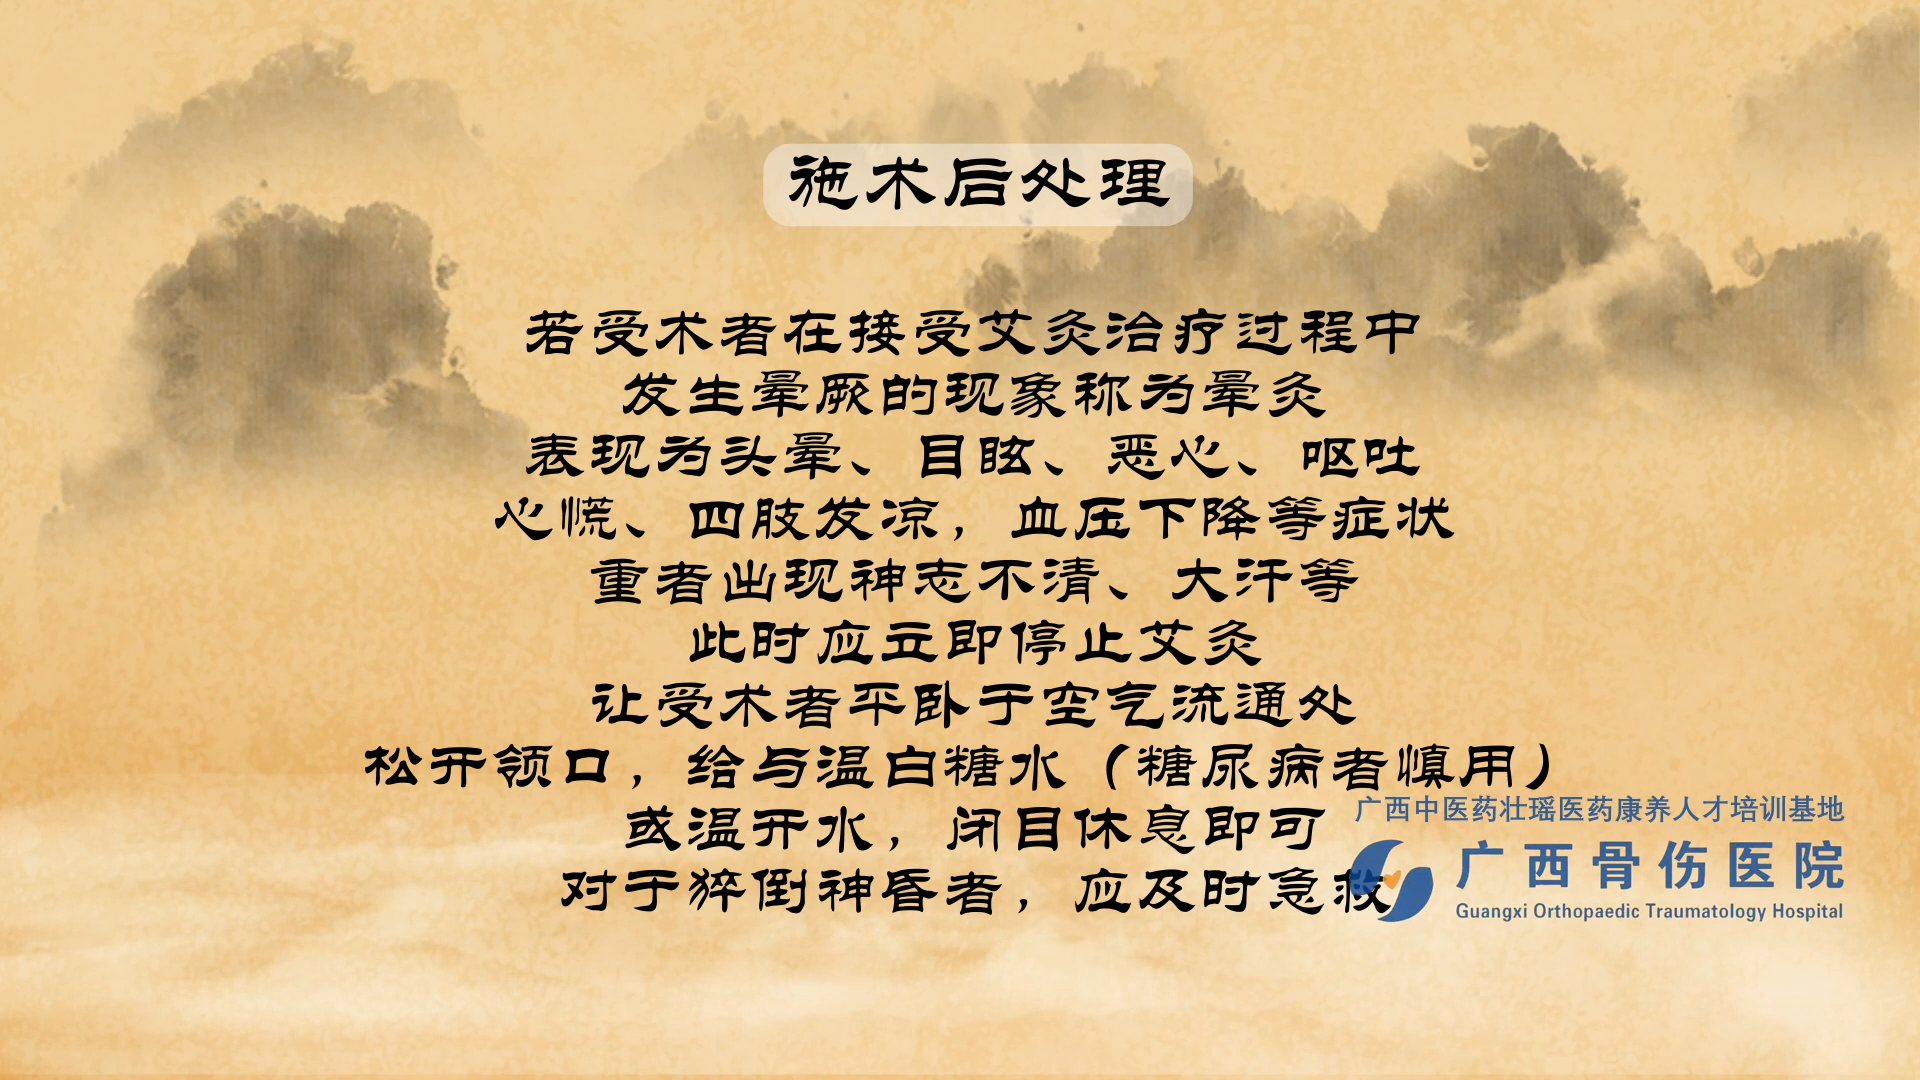 施术后处理
若受术者在接受艾灸治疗过程中
发生晕厥的现象称为晕灸
表现为头晕、目眩、恶心、呕吐
心慌、四肢发凉，血压下降等症状
重者出现神志不清、大汗等
此时应立即停止艾灸
让受术者平卧于空气流通处
松开领口，给与温白糖水（糖尿病者慎用）
或温开水，闭目休息即可
对于猝倒神昏者，应及时急救
广西中医药壮瑶医药康养人才培训基地
广西骨伤医院
Guangxi Orthopaedic Traumatology Hospital